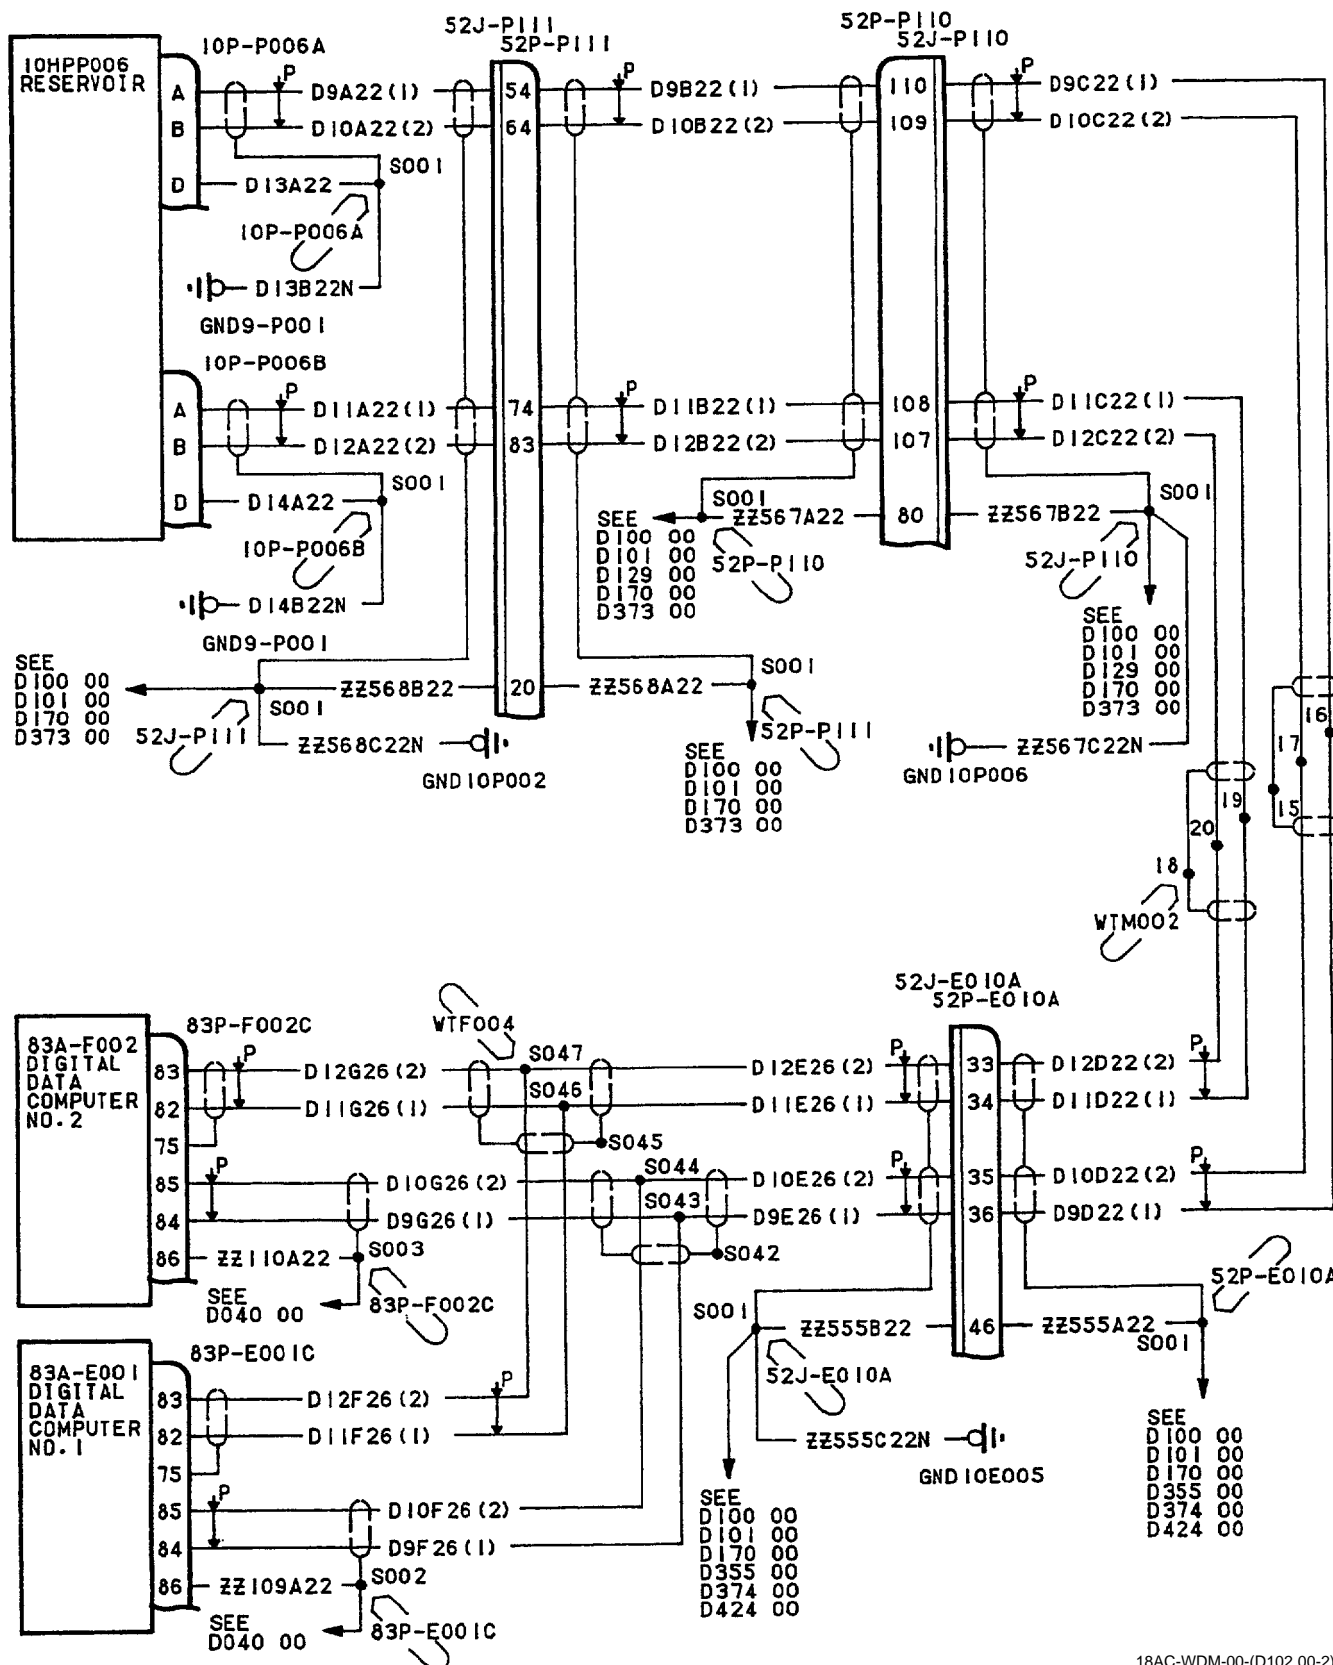 52J-P111
52P-P111
52P-P110
52J-P110
10HPP006
RESERVOIR
10P-P006A
A
B
D
P
D9A22(1)
D10A22(2)
S001
D13A22
10P-P006A
D13B22N
GND9-P001
54
64
P
D9B22(1)
D10B22(2)
110
109
P
D9C22(1)
D10C22(2)
10P-P006B
A
B
D
P
D11A22(1)
D12A22(2)
S001
D14A22
10P-P006B
D14B22N
GND9-P001
74
83
P
D11B22(1)
D12B22(2)
108
107
P
D11C22(1)
D12C22(2)
S001
SEE
D100 00
D101 00
D129 00
D170 00
D373 00
ZZ567A22
80
ZZ567B22
S001
52P-P110
52J-P110
SEE
D100 00
D101 00
D129 00
D170 00
D373 00
SEE
D100 00
D101 00
D170 00
D373 00
S001
ZZ568B22
20
ZZ568A22
S001
52J-P111
ZZ568C22N
GND10P002
52P-P111
SEE
D100 00
D101 00
D170 00
D373 00
ZZ567C22N
GND10P006
16
17
15
19
20
18
WTM002
52J-E010A
52P-E010A
83A-F002
DIGITAL
DATA
COMPUTER
NO.2
83P-F002C
83
82
75
85
84
86
P
D12G26(2)
D11G26(1)
WTF004
S047
S046
S045
D12E26(2)
D11E26(1)
P
33
34
D12D22(2)
D11D22(1)
P
P
D10G26(2)
D9G26(1)
S044
S043
S042
D10E26(2)
D9E26(1)
P
35
36
D10D22(2)
D9D22(1)
P
ZZ110A22
S003
SEE
D040 00
83P-F002C
S001
ZZ555B22
46
ZZ555A22
S001
52P-E010A
52J-E010A
ZZ555C22N
GND10E005
SEE
D100 00
D101 00
D170 00
D355 00
D374 00
D424 00
SEE
D100 00
D101 00
D170 00
D355 00
D374 00
D424 00
83A-E001
DIGITAL
DATA
COMPUTER
NO.1
83P-E001C
83
82
75
85
84
86
D12F26(2)
D11F26(1)
P
P
D10F26(2)
D9F26(1)
ZZ109A22
S002
SEE
D040 00
83P-E001C
18AC-WDM-00-(D102 00-2)